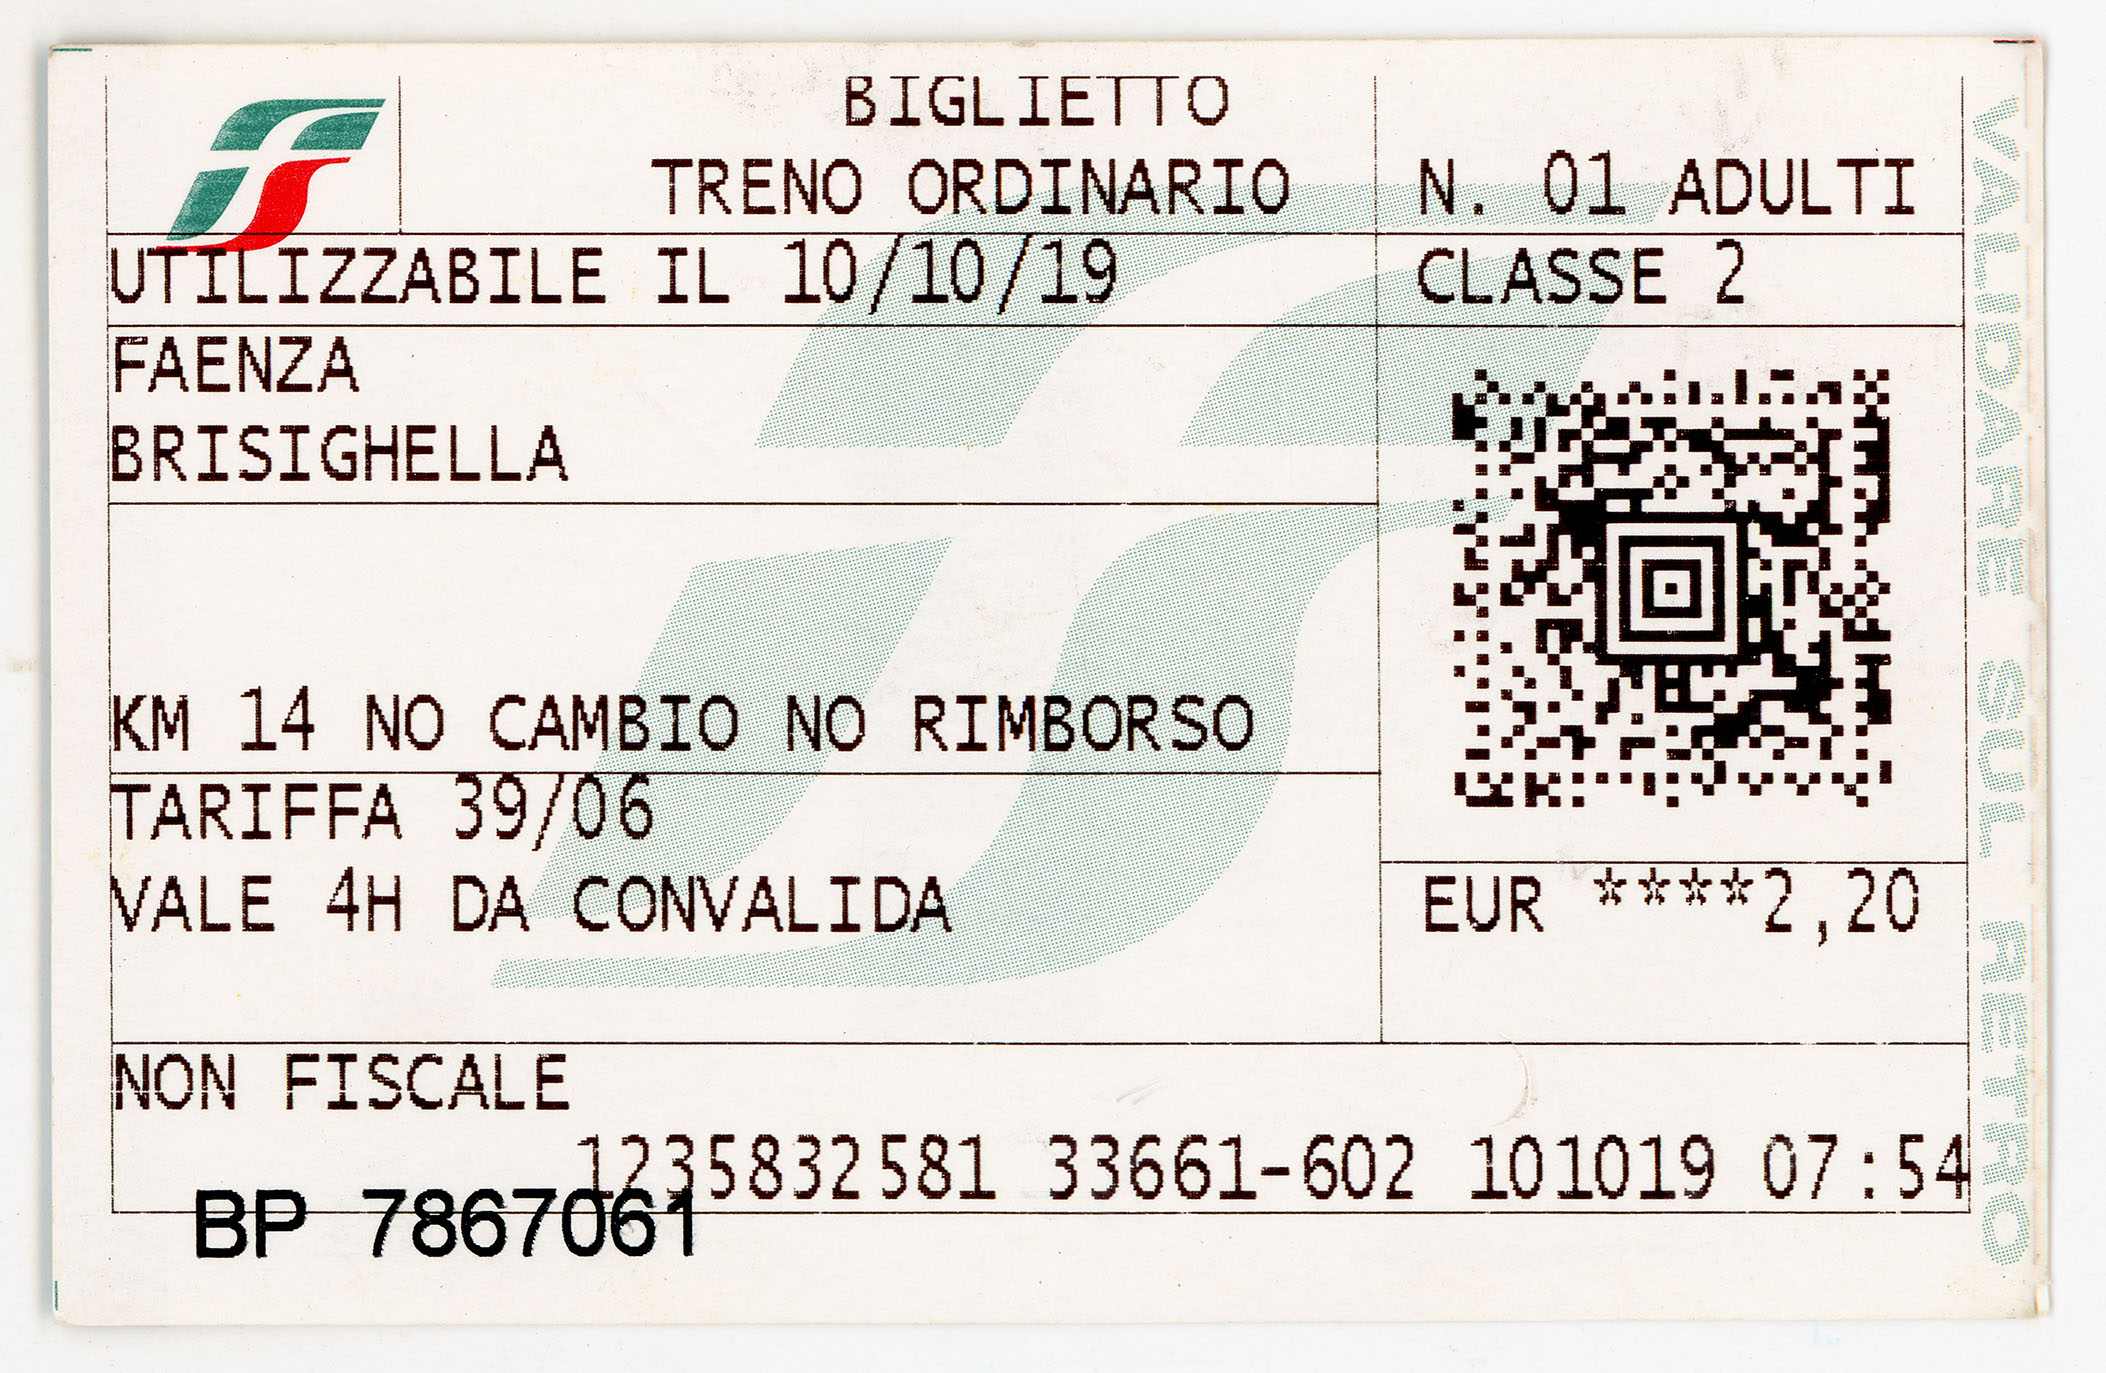 BIGLIETTO
TRENO ORDINARIO
N. 01 ADULTI
UTILIZZABILE IL 10/10/19
CLASSE 2
FAENZA
BRISIGHELLA
KM 14 NO CAMBIO NO RIMBORSO
TARIFFA 39/06
VALE 4H DA CONVALIDA
EUR ****2,20
NON FISCALE
1235832581 33661-602 101019 07:54
BP 7867061
VALIDARE SUL RETRO